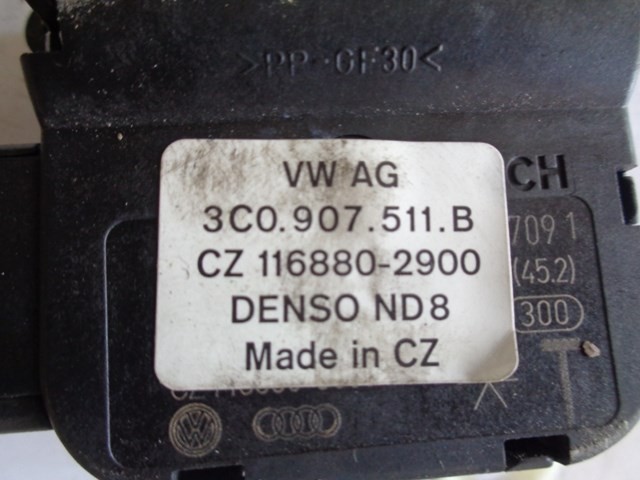 >PP-GF30<
VW AG
CH
3C0.907.511.B
709 1
CZ 116880-2900
(45.2)
DENSO ND8
300
Made in CZ
T